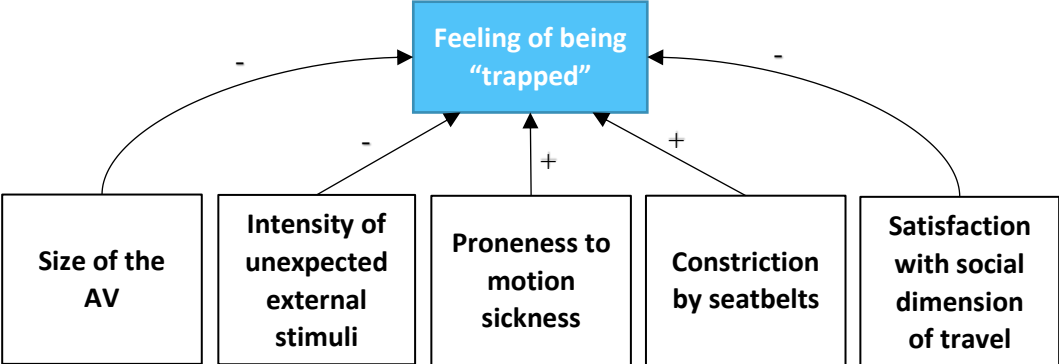 Feeling of being
“trapped”
-
-
-
+
+
Size of the
AV
Intensity of
unexpected
external
stimuli
Proneness to
motion
sickness
Constriction
by seatbelts
Satisfaction
with social
dimension
of travel